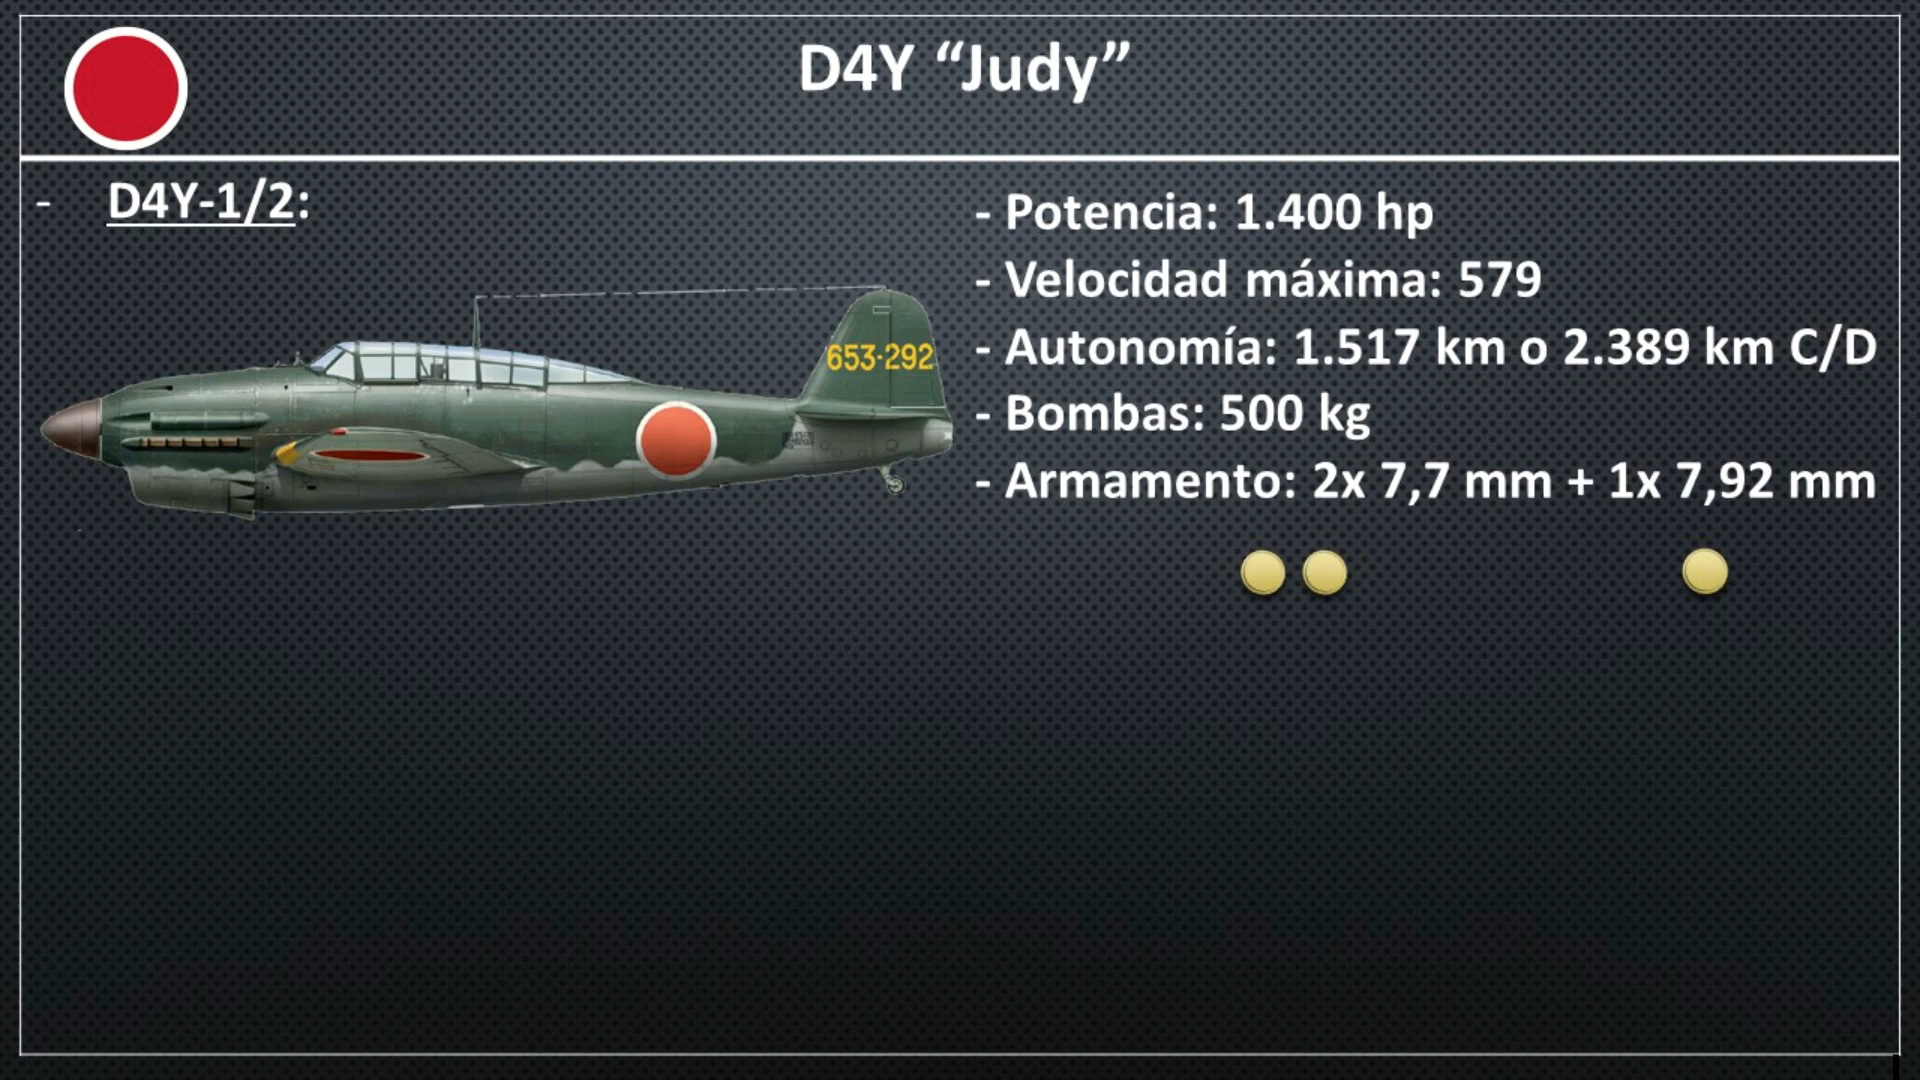 D4Y “Judy”
- D4Y-1/2:
- Potencia: 1.400 hp
- Velocidad máxima: 579
- Autonomía: 1.517 km o 2.389 km C/D
- Bombas: 500 kg
- Armamento: 2x 7,7 mm + 1x 7,92 mm
653-292